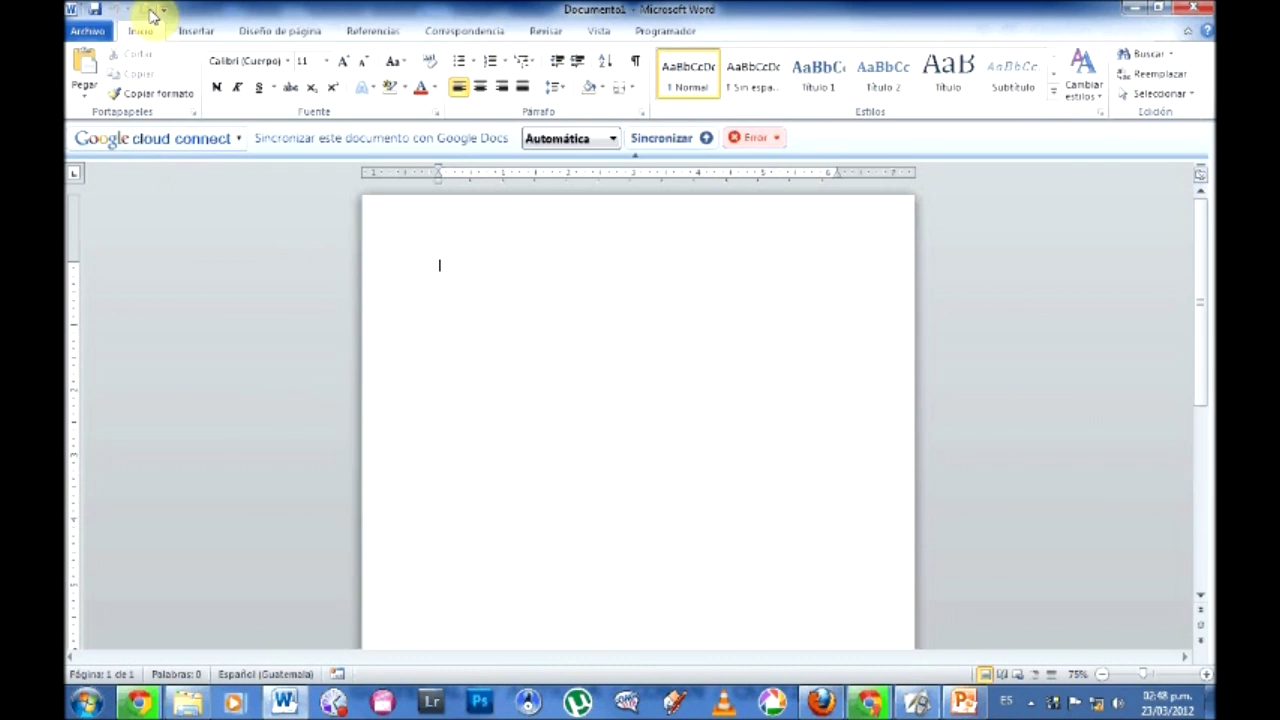 Documento1 - Microsoft Word
Archivo Inicio Insertar Diseño de página Referencias Correspondencia Revisar Vista Programador
Pegar
Cortar
Copiar
Copiar formato
Portapapeles
Calibri (Cuerpo) 11
Fuente
Párrafo
AaBbCcDc AaBbCcDc AaBbC AaBbCc AaB AaBbCc.
1 Normal 1 Sin espa... Título 1 Título 2 Título Subtítulo
Cambiar estilos
Estilos
Buscar
Reemplazar
Seleccionar
Edición
Google cloud connect Sincronizar este documento con Google Docs Automática Sincronizar Error
Página: 1 de 1 Palabras: 0 Español (Guatemala) 75%
ES 02:48 p.m.
23/03/2012